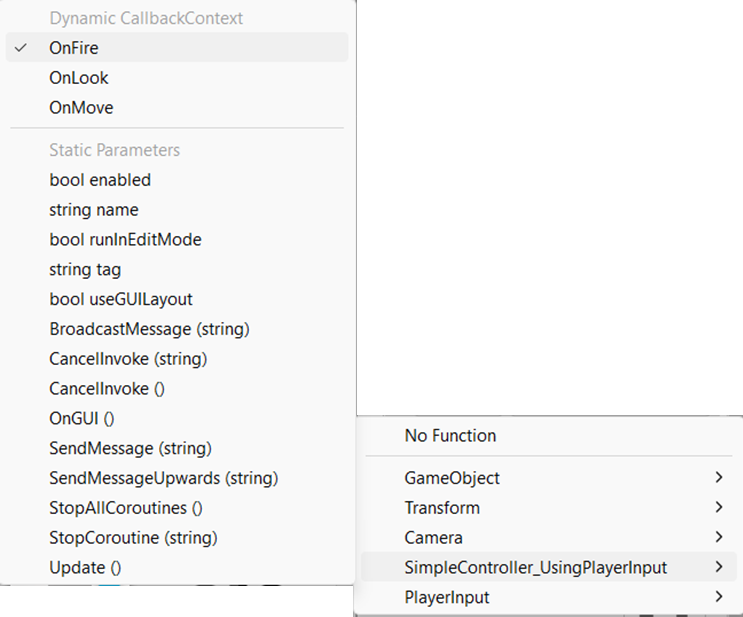 Dynamic CallbackContext
OnFire
OnLook
OnMove
Static Parameters
bool enabled
string name
bool runInEditMode
string tag
bool useGUILayout
BroadcastMessage (string)
CancelInvoke (string)
CancelInvoke ()
OnGUI ()
SendMessage (string)
SendMessageUpwards (string)
StopAllCoroutines ()
StopCoroutine (string)
Update ()
No Function
GameObject
Transform
Camera
SimpleController_UsingPlayerInput
PlayerInput